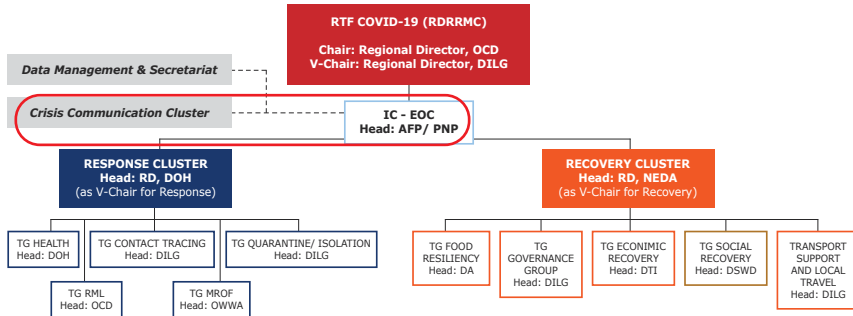 RTF COVID-19 (RDRRMC)
Chair: Regional Director, OCD
V-Chair: Regional Director, DILG
Data Management & Secretariat
Crisis Communication Cluster
IC - EOC
Head: AFP/ PNP
RESPONSE CLUSTER
Head: RD, DOH
(as V-Chair for Response)
RECOVERY CLUSTER
Head: RD, NEDA
(as V-Chair for Recovery)
TG HEALTH
Head: DOH
TG CONTACT TRACING
Head: DILG
TG QUARANTINE/ ISOLATION
Head: DILG
TG RML
Head: OCD
TG MROF
Head: OWWA
TG FOOD
RESILIENCY
Head: DA
TG
GOVERNANCE
GROUP
Head: DILG
TG ECONIMIC
RECOVERY
Head: DTI
TG SOCIAL
RECOVERY
Head: DSWD
TRANSPORT
SUPPORT
AND LOCAL
TRAVEL
Head: DILG